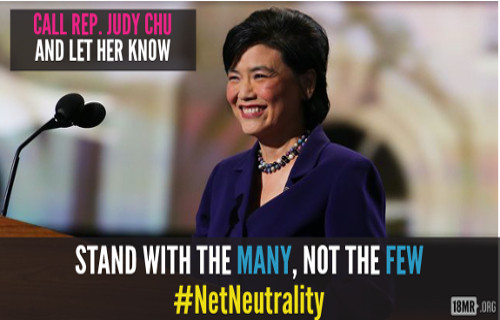 CALL REP. JUDY CHU
AND LET HER KNOW
STAND WITH THE MANY, NOT THE FEW
#NetNeutrality
18MR.ORG